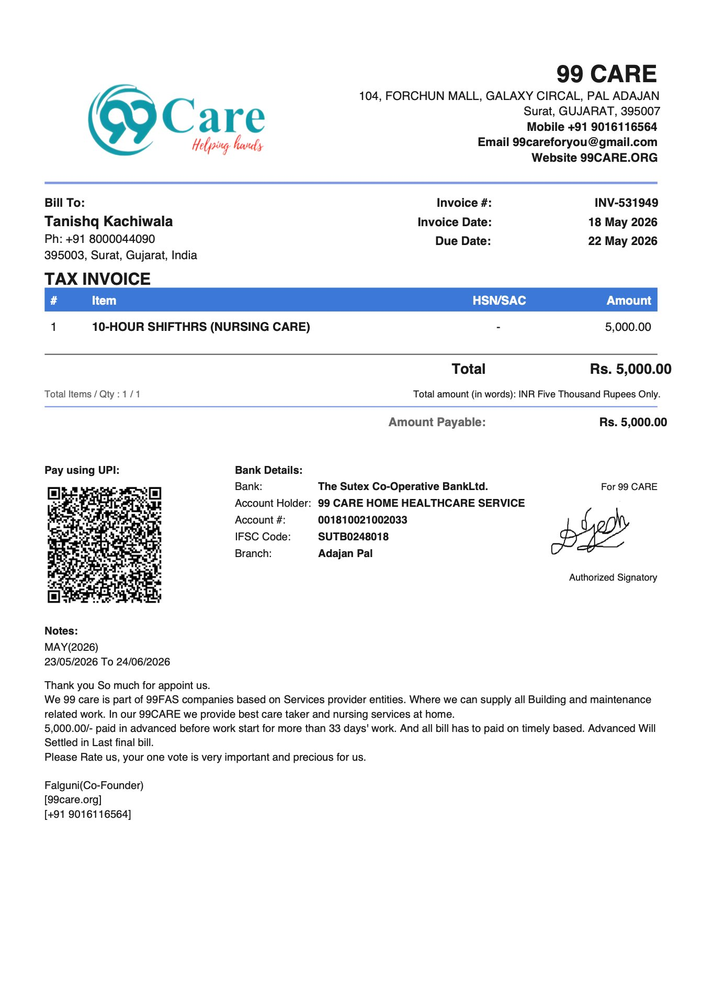 99 Care
Helping hands
99 CARE
104, FORCHUN MALL, GALAXY CIRCAL, PAL ADAJAN
Surat, GUJARAT, 395007
Mobile +91 9016116564
Email 99careforyou@gmail.com
Website 99CARE.ORG
Bill To:
Tanishq Kachiwala
Ph: +91 8000044090
395003, Surat, Gujarat, India
Invoice #: INV-531949
Invoice Date: 18 May 2026
Due Date: 22 May 2026
TAX INVOICE
# Item HSN/SAC Amount
1 10-HOUR SHIFTHRS (NURSING CARE) - 5,000.00
Total Rs. 5,000.00
Total Items / Qty : 1 / 1 Total amount (in words): INR Five Thousand Rupees Only.
Amount Payable: Rs. 5,000.00
Pay using UPI:
Bank Details:
Bank: The Sutex Co-Operative BankLtd.
Account Holder: 99 CARE HOME HEALTHCARE SERVICE
Account #: 001810021002033
IFSC Code: SUTB0248018
Branch: Adajan Pal
For 99 CARE
Authorized Signatory
Notes:
MAY(2026)
23/05/2026 To 24/06/2026
Thank you So much for appoint us.
We 99 care is part of 99FAS companies based on Services provider entities. Where we can supply all Building and maintenance
related work. In our 99CARE we provide best care taker and nursing services at home.
5,000.00/- paid in advanced before work start for more than 33 days' work. And all bill has to paid on timely based. Advanced Will
Settled in Last final bill.
Please Rate us, your one vote is very important and precious for us.
Falguni(Co-Founder)
[99care.org]
[+91 9016116564]